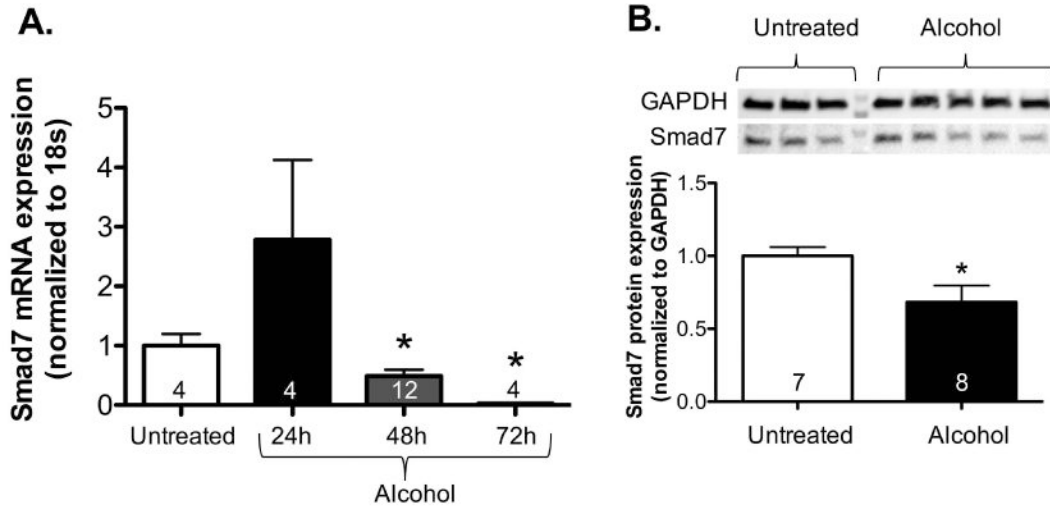 A.
Smad7 mRNA expression
(normalized to 18s)
5
4
3
2
1
0
4
4
*
12
*
4
Untreated
24h
48h
72h
Alcohol
B.
Untreated
Alcohol
GAPDH
Smad7
Smad7 protein expression
(normalized to GAPDH)
1.5
1.0
0.5
0.0
7
*
8
Untreated
Alcohol